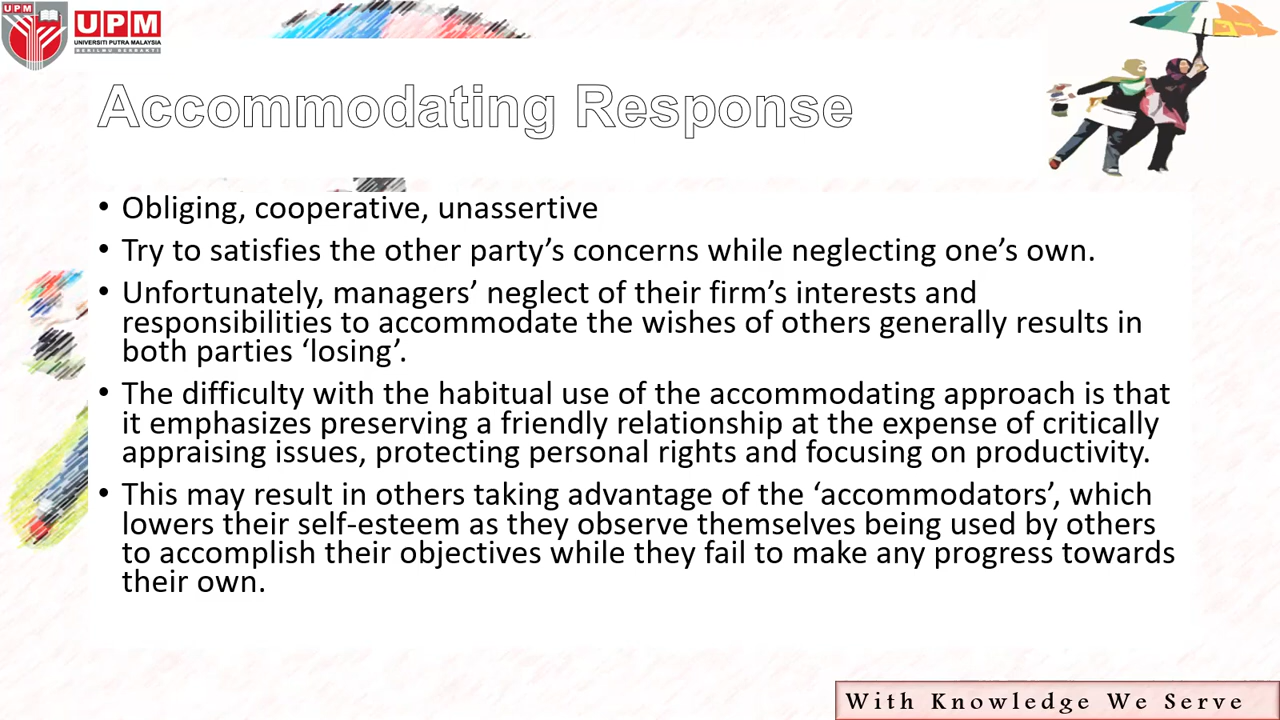 UPM
UPM
UNIVERSITI PUTRA MALAYSIA
BERILMU BERBAKTI
Accommodating Response
• Obliging, cooperative, unassertive
• Try to satisfies the other party’s concerns while neglecting one’s own.
• Unfortunately, managers’ neglect of their firm’s interests and
responsibilities to accommodate the wishes of others generally results in
both parties ‘losing’.
• The difficulty with the habitual use of the accommodating approach is that
it emphasizes preserving a friendly relationship at the expense of critically
appraising issues, protecting personal rights and focusing on productivity.
• This may result in others taking advantage of the ‘accommodators’, which
lowers their self-esteem as they observe themselves being used by others
to accomplish their objectives while they fail to make any progress towards
their own.
With Knowledge We Serve